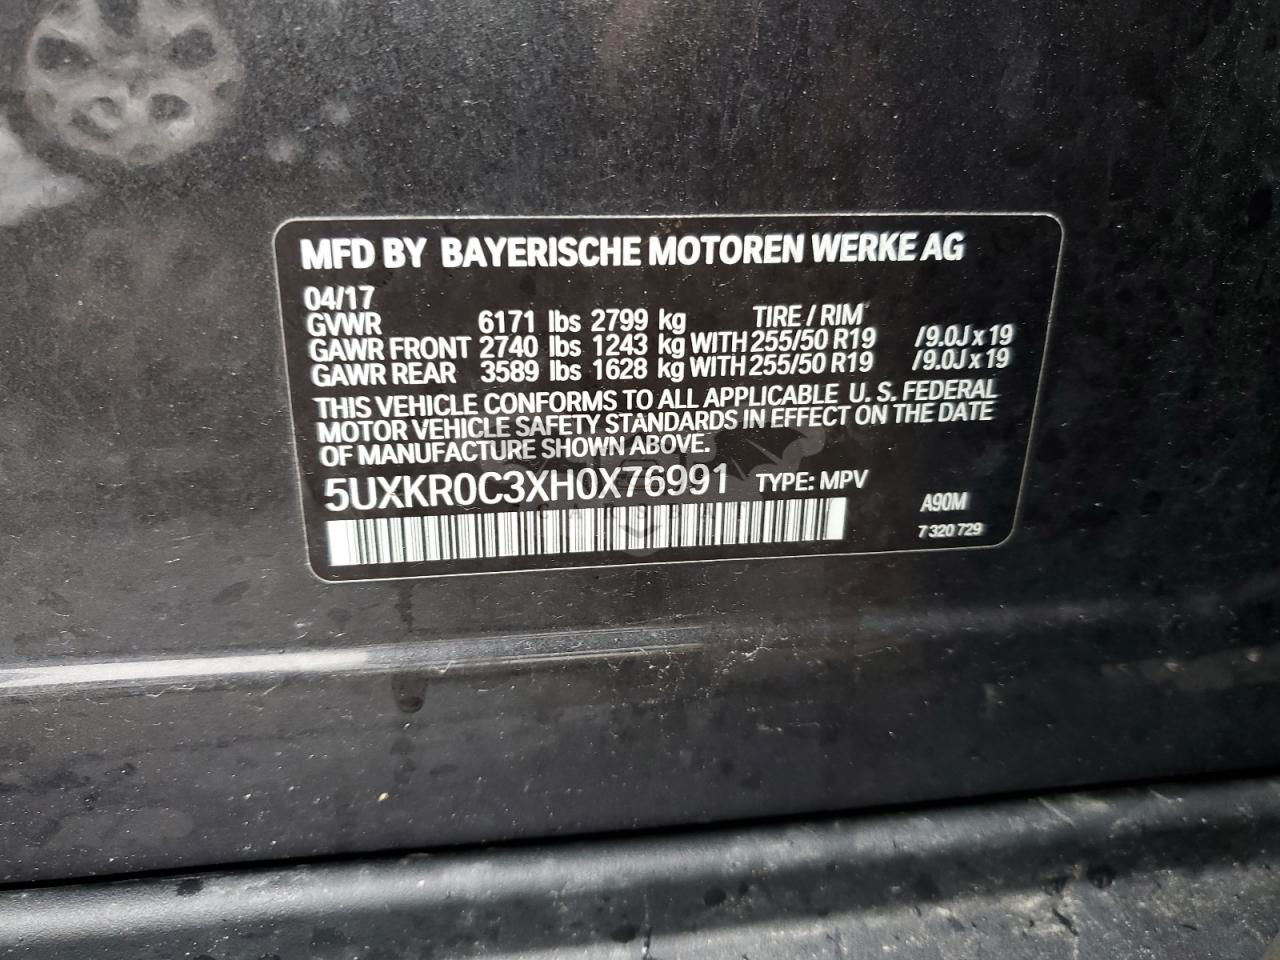 MFD BY BAYERISCHE MOTOREN WERKE AG
04/17
GVWR 6171 lbs 2799 kg TIRE / RIM
GAWR FRONT 2740 lbs 1243 kg WITH 255/50 R19 /9.0J x 19
GAWR REAR 3589 lbs 1628 kg WITH 255/50 R19 /9.0J x 19
THIS VEHICLE CONFORMS TO ALL APPLICABLE U. S. FEDERAL
MOTOR VEHICLE SAFETY STANDARDS IN EFFECT ON THE DATE
OF MANUFACTURE SHOWN ABOVE.
5UXKR0C3XH0X76991 TYPE: MPV
A90M
7 320 729